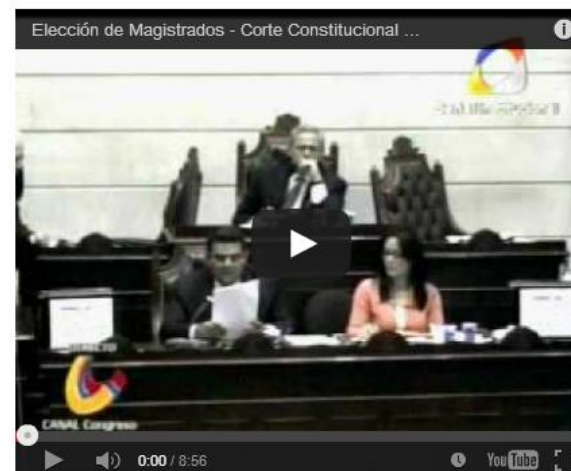 Elección de Magistrados - Corte Constitucional ...
CANAL Congreso
0:00 / 8:56
YouTube